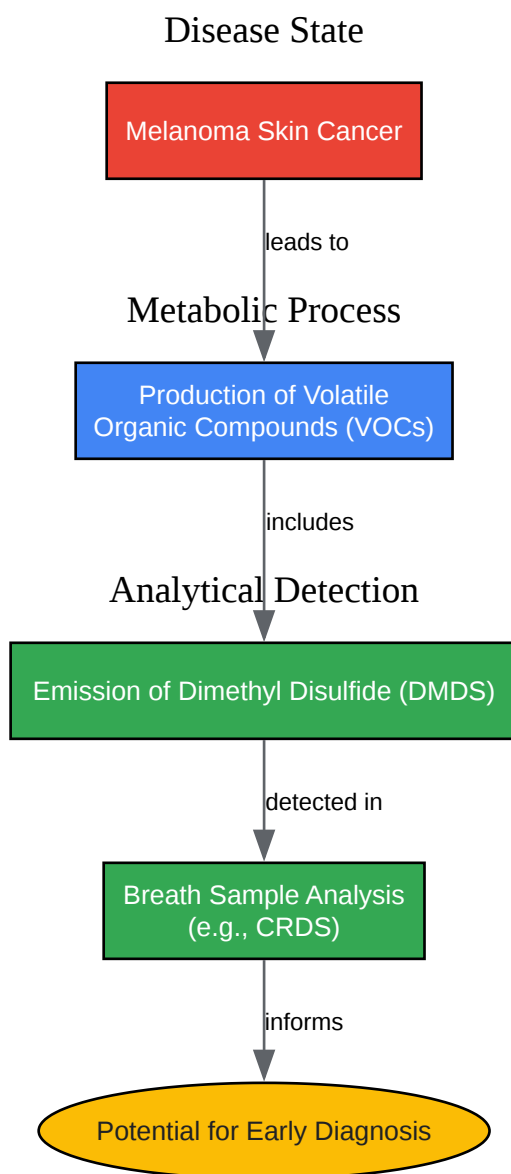 Disease State
Melanoma Skin Cancer
leads to
Metabolic Process
Production of Volatile
Organic Compounds (VOCs)
includes
Analytical Detection
Emission of Dimethyl Disulfide (DMDS)
detected in
Breath Sample Analysis
(e.g., CRDS)
informs
Potential for Early Diagnosis